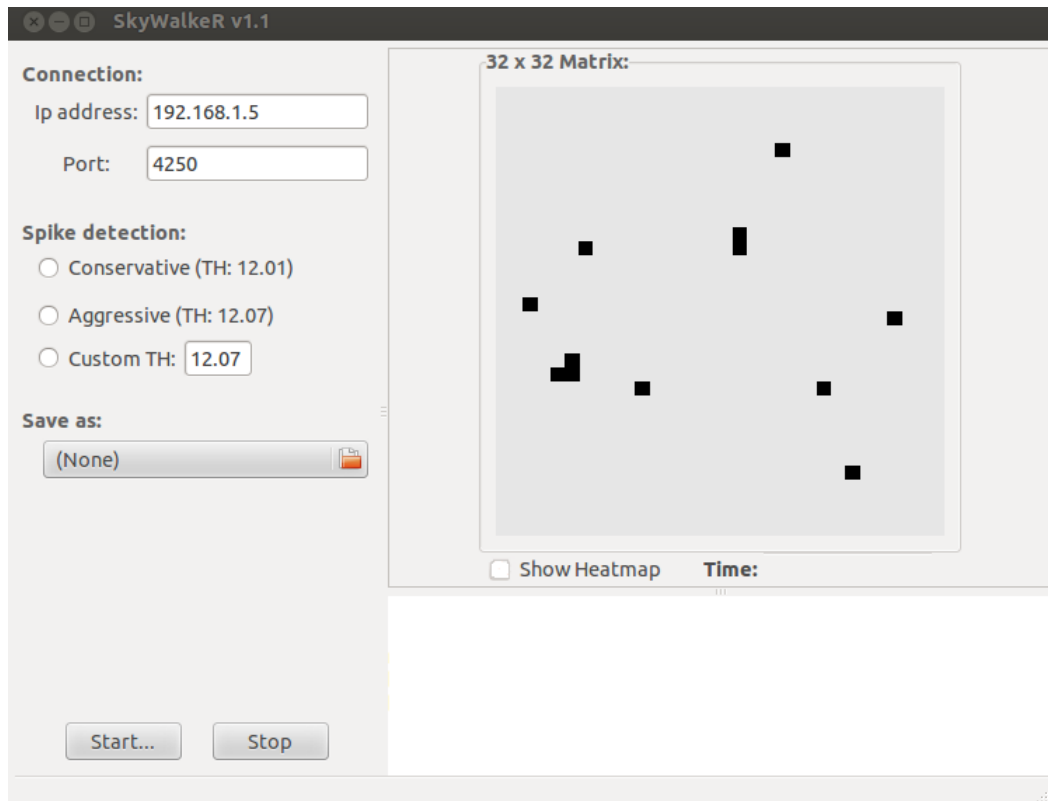 SkyWalkeR v1.1
Connection:
Ip address: 192.168.1.5
Port: 4250
Spike detection:
Conservative (TH: 12.01)
Aggressive (TH: 12.07)
Custom TH: 12.07
Save as:
(None)
Start...
Stop
32 x 32 Matrix:
Show Heatmap
Time: